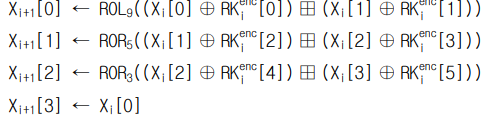 Xᵢ₊₁[0] ← ROL₉((Xᵢ[0] ⊕ RKᵢᵉⁿᶜ[0]) ⊞ (Xᵢ[1] ⊕ RKᵢᵉⁿᶜ[1]))
Xᵢ₊₁[1] ← ROR₅((Xᵢ[1] ⊕ RKᵢᵉⁿᶜ[2]) ⊞ (Xᵢ[2] ⊕ RKᵢᵉⁿᶜ[3]))
Xᵢ₊₁[2] ← ROR₃((Xᵢ[2] ⊕ RKᵢᵉⁿᶜ[4]) ⊞ (Xᵢ[3] ⊕ RKᵢᵉⁿᶜ[5]))
Xᵢ₊₁[3] ← Xᵢ[0]